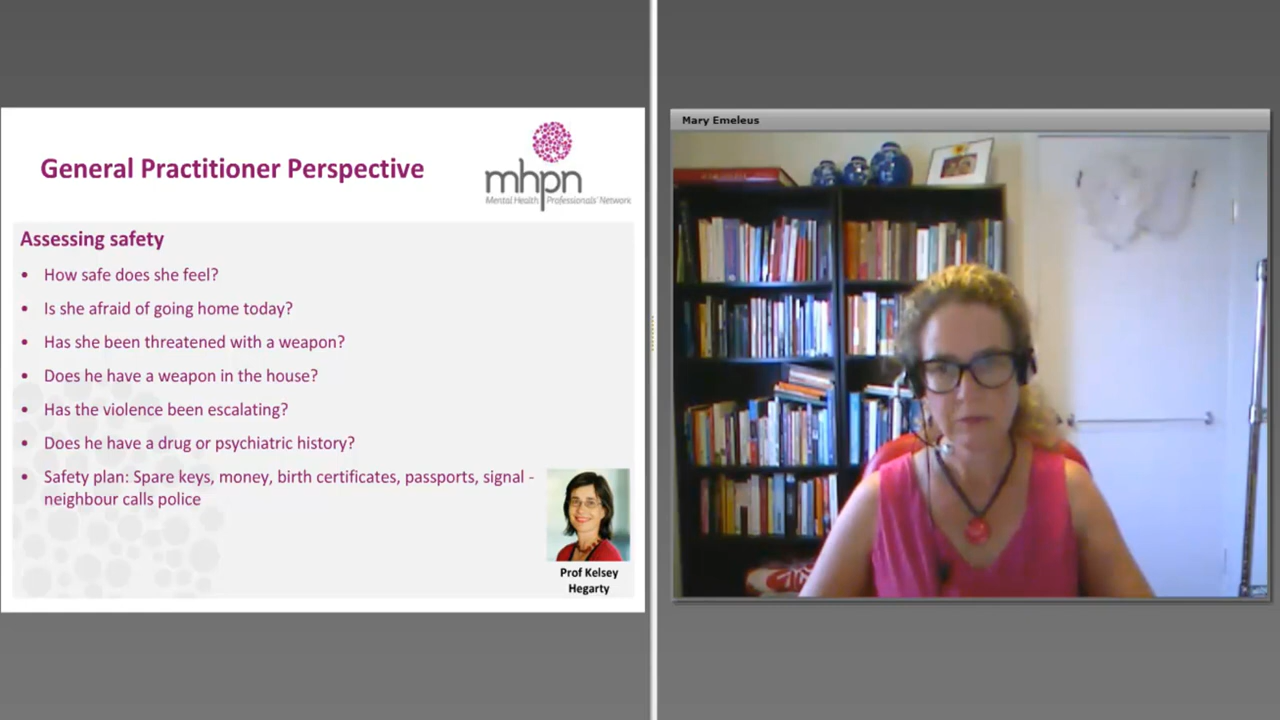 General Practitioner Perspective
mhpn
Mental Health Professionals' Network
Assessing safety
• How safe does she feel?
• Is she afraid of going home today?
• Has she been threatened with a weapon?
• Does he have a weapon in the house?
• Has the violence been escalating?
• Does he have a drug or psychiatric history?
• Safety plan: Spare keys, money, birth certificates, passports, signal -
neighbour calls police
Prof Kelsey
Hegarty
Mary Emeleus